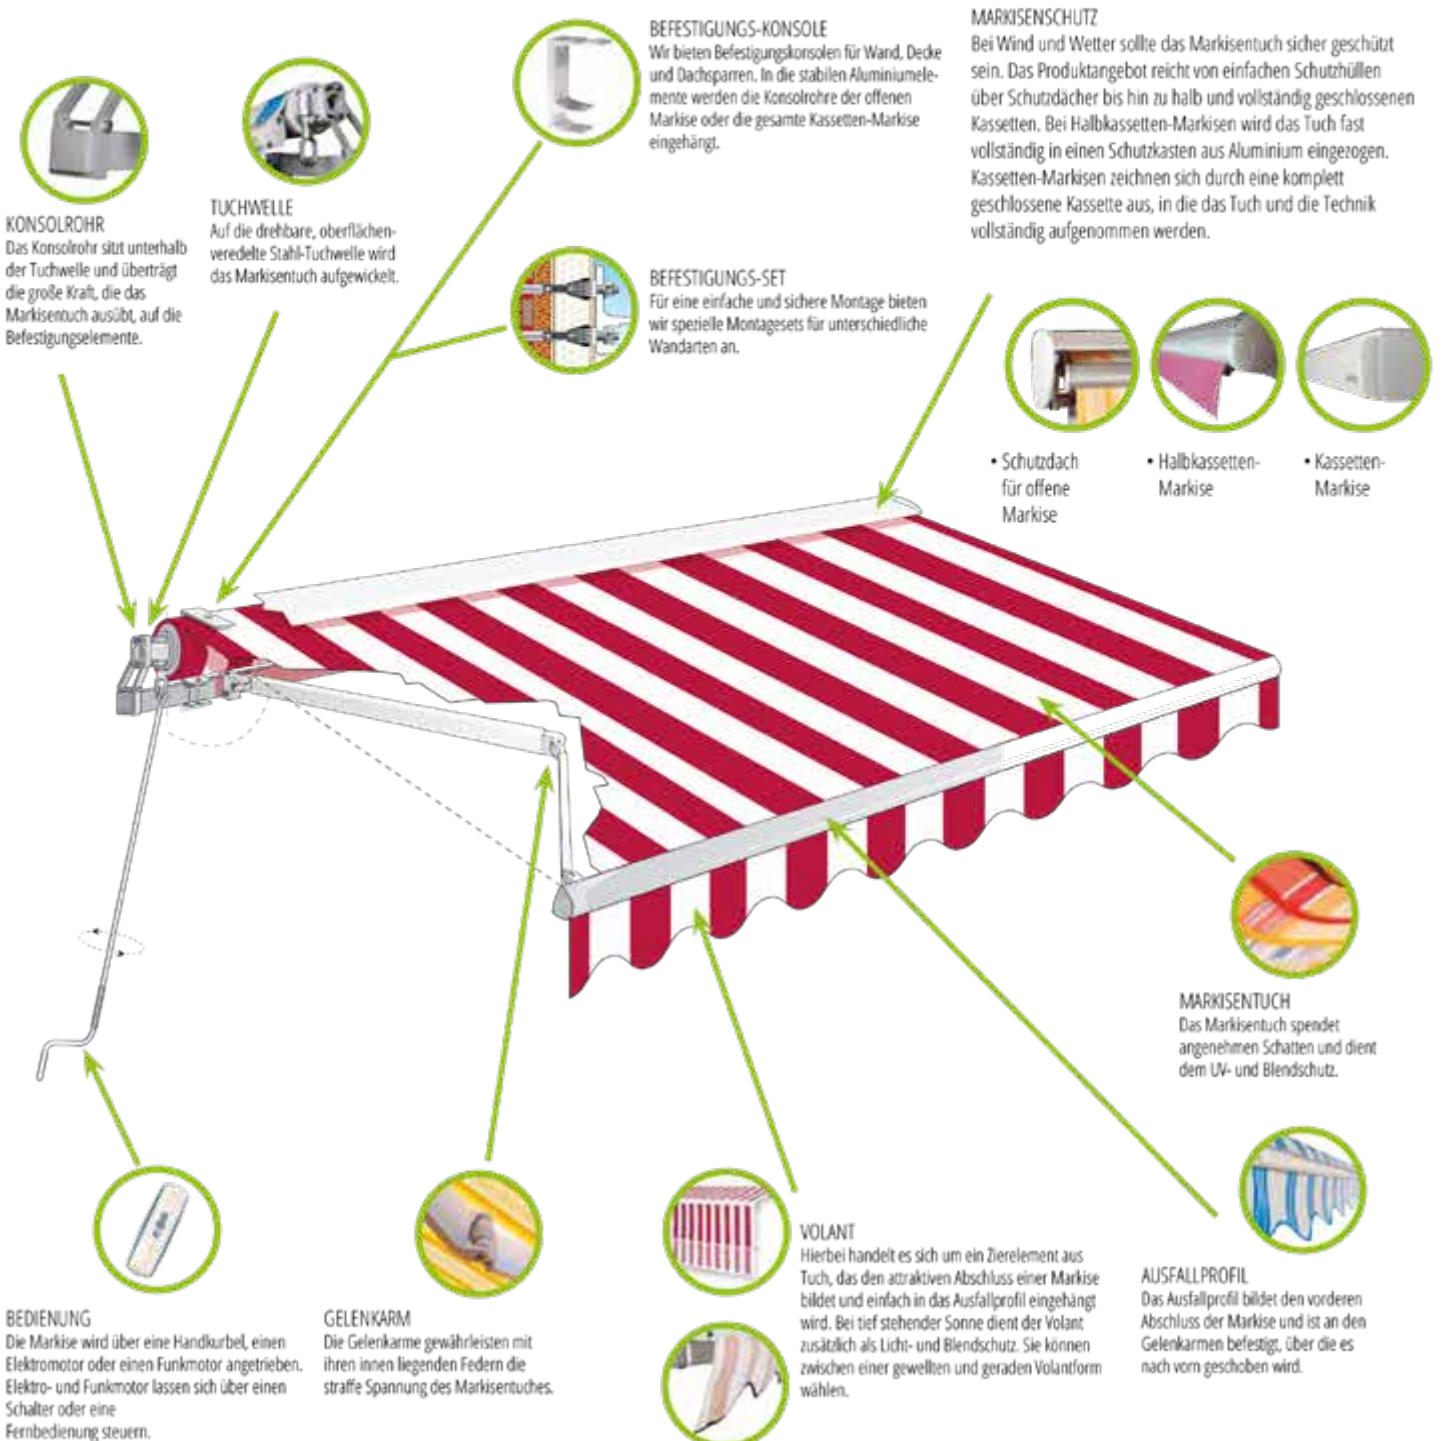 KONSOLROHR
Das Konsolrohr sitzt unterhalb
der Tuchwelle und überträgt
die große Kraft, die das
Markisentuch ausübt, auf die
Befestigungselemente.
TUCHWELLE
Auf die drehbare, oberflächen-
veredelte Stahl-Tuchwelle wird
das Markisentuch aufgewickelt.
BEFESTIGUNGS-KONSOLE
Wir bieten Befestigungskonsolen für Wand, Decke
und Dachsparren. In die stabilen Aluminiumele-
mente werden die Konsolrohre der offenen
Markise oder die gesamte Kassetten-Markise
eingehängt.
BEFESTIGUNGS-SET
Für eine einfache und sichere Montage bieten
wir spezielle Montagesets für unterschiedliche
Wandarten an.
MARKISENSCHUTZ
Bei Wind und Wetter sollte das Markisentuch sicher geschützt
sein. Das Produktangebot reicht von einfachen Schutzhüllen
über Schutzdächer bis hin zu halb und vollständig geschlossenen
Kassetten. Bei Halbkassetten-Markisen wird das Tuch fast
vollständig in einen Schutzkasten aus Aluminium eingezogen.
Kassetten-Markisen zeichnen sich durch eine komplett
geschlossene Kassette aus, in die das Tuch und die Technik
vollständig aufgenommen werden.
• Schutzdach
für offene
Markise
• Halbkassetten-
Markise
• Kassetten-
Markise
MARKISENTUCH
Das Markisentuch spendet
angenehmen Schatten und dient
dem UV- und Blendschutz.
BEDIENUNG
Die Markise wird über eine Handkurbel, einen
Elektromotor oder einen Funkmotor angetrieben.
Elektro- und Funkmotor lassen sich über einen
Schalter oder eine
Fernbedienung steuern.
GELENKARM
Die Gelenkarme gewährleisten mit
ihren innen liegenden Federn die
straffe Spannung des Markisentuches.
VOLANT
Hierbei handelt es sich um ein Zierelement aus
Tuch, das den attraktiven Abschluss einer Markise
bildet und einfach in das Ausfallprofil eingehängt
wird. Bei tief stehender Sonne dient der Volant
zusätzlich als Licht- und Blendschutz. Sie können
zwischen einer gewellten und geraden Volantform
wählen.
AUSFALLPROFIL
Das Ausfallprofil bildet den vorderen
Abschluss der Markise und ist an den
Gelenkarmen befestigt, über die es
nach vorn geschoben wird.